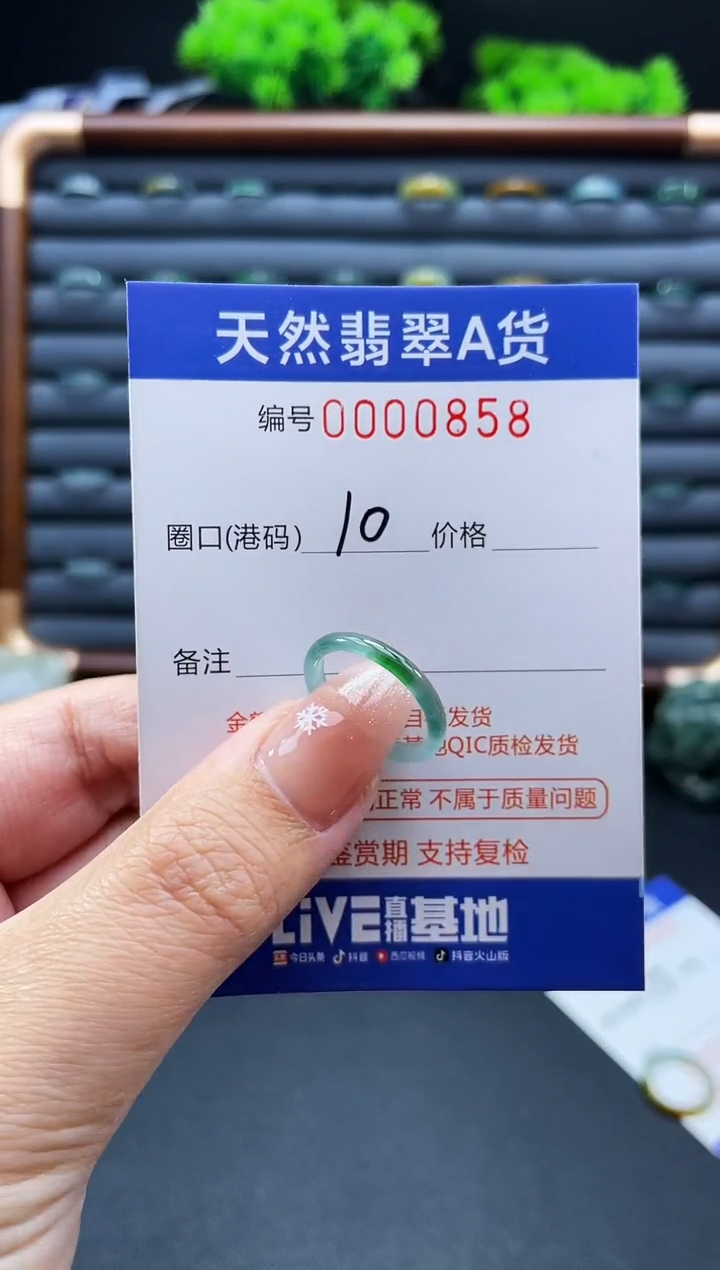 天然翡翠A货
编号0000858
圈口(港码) 10 价格
备注
发货
QIC质检发货
正常 不属于质量问题
鉴赏期 支持复检
LIVE直播基地
今日头条 抖音 西瓜视频 抖音火山版